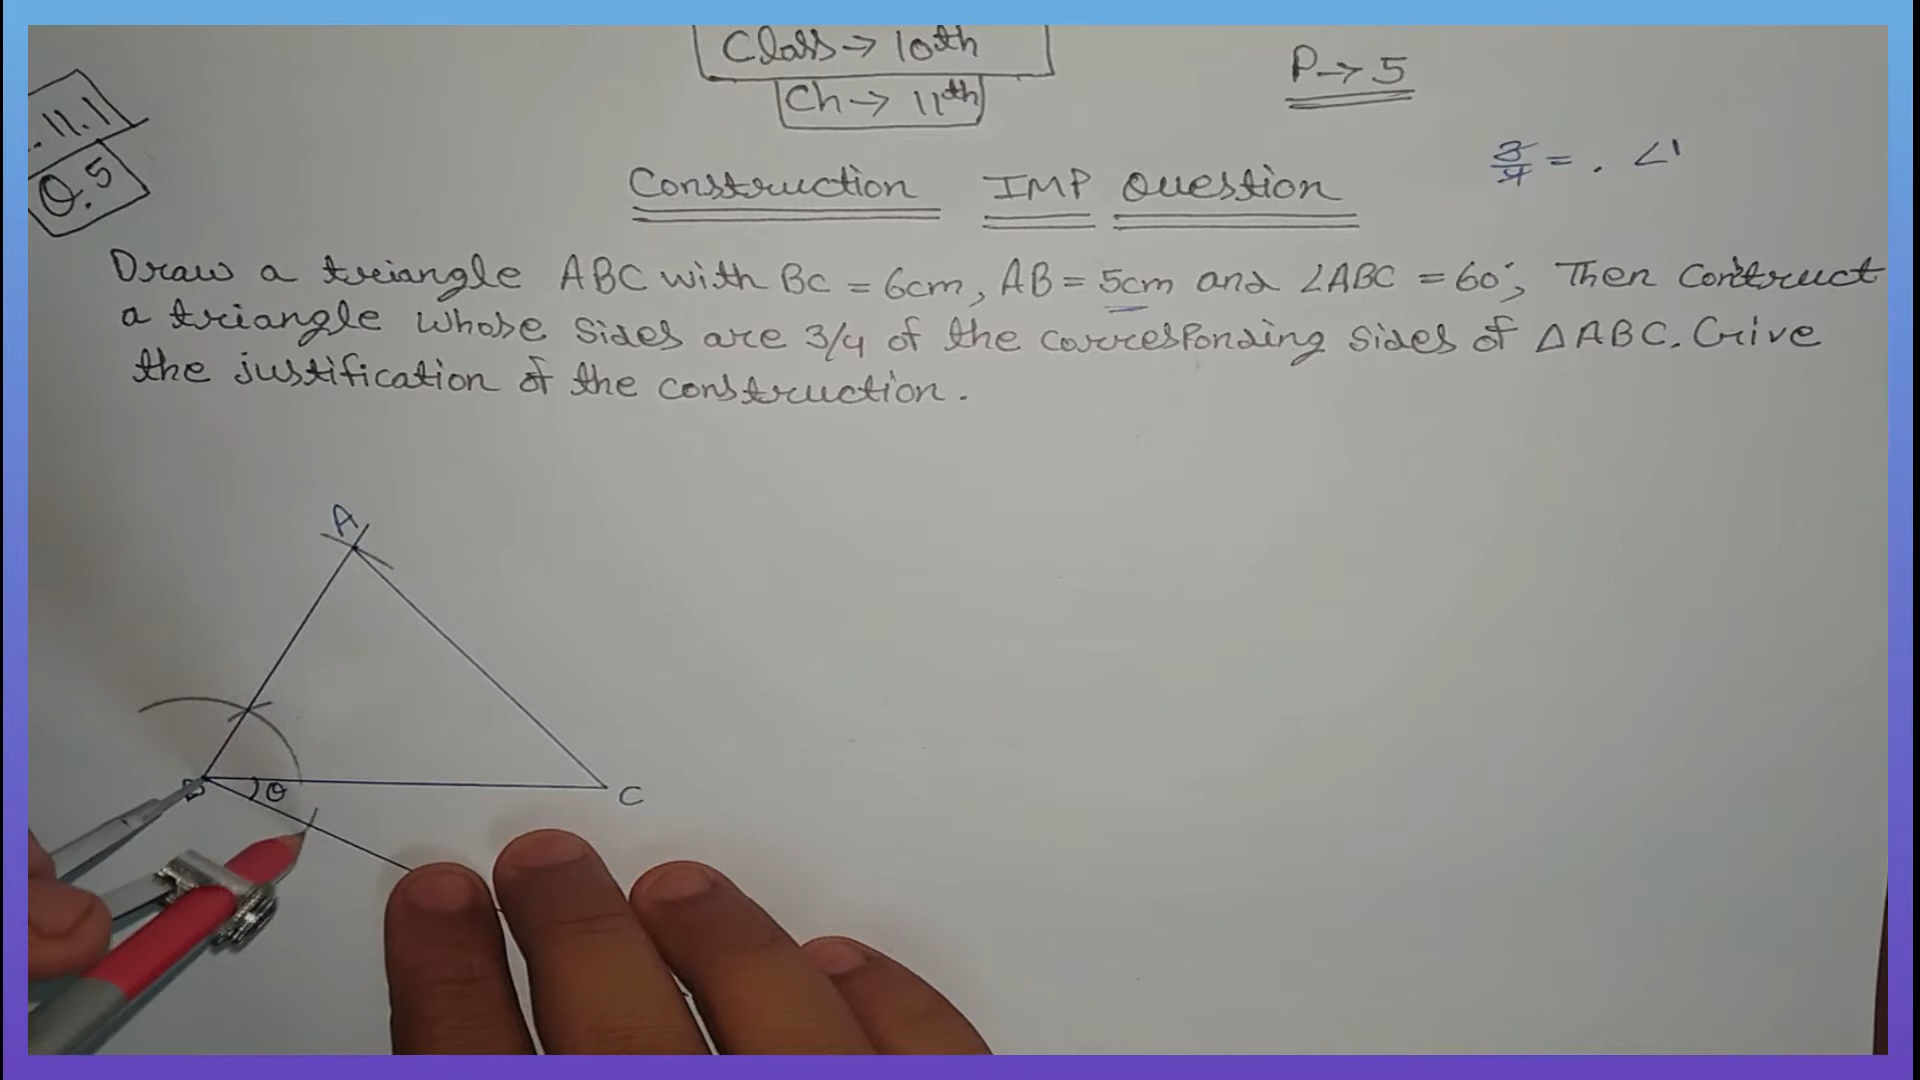 Class → 10th
Ch → 11th
P → 5
.11.1
Q.5
3/4 = . <1
Construction IMP Question
Draw a triangle ABC with BC = 6cm, AB = 5cm and ∠ABC = 60°, Then Construct
a triangle whose sides are 3/4 of the corresponding sides of △ABC. Give
the justification of the construction.
A
B θ C